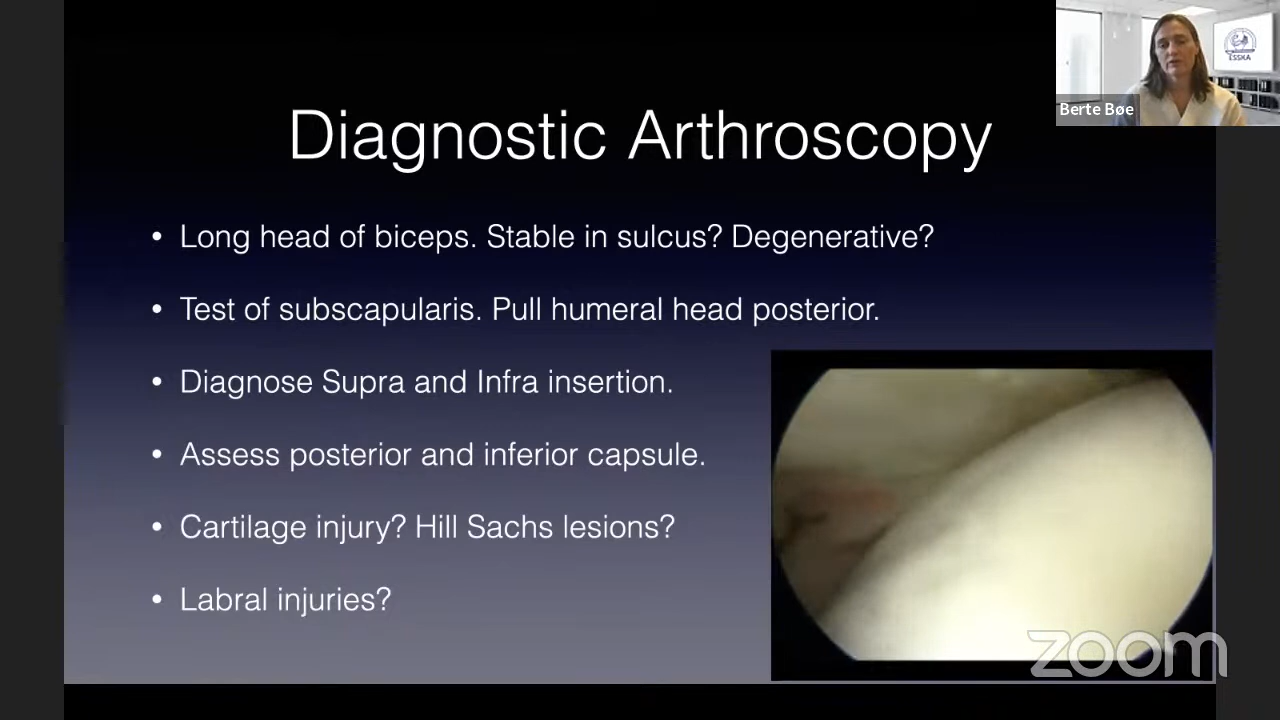 ESSKA
Berte Bøe
Diagnostic Arthroscopy
• Long head of biceps. Stable in sulcus? Degenerative?
• Test of subscapularis. Pull humeral head posterior.
• Diagnose Supra and Infra insertion.
• Assess posterior and inferior capsule.
• Cartilage injury? Hill Sachs lesions?
• Labral injuries?
zoom